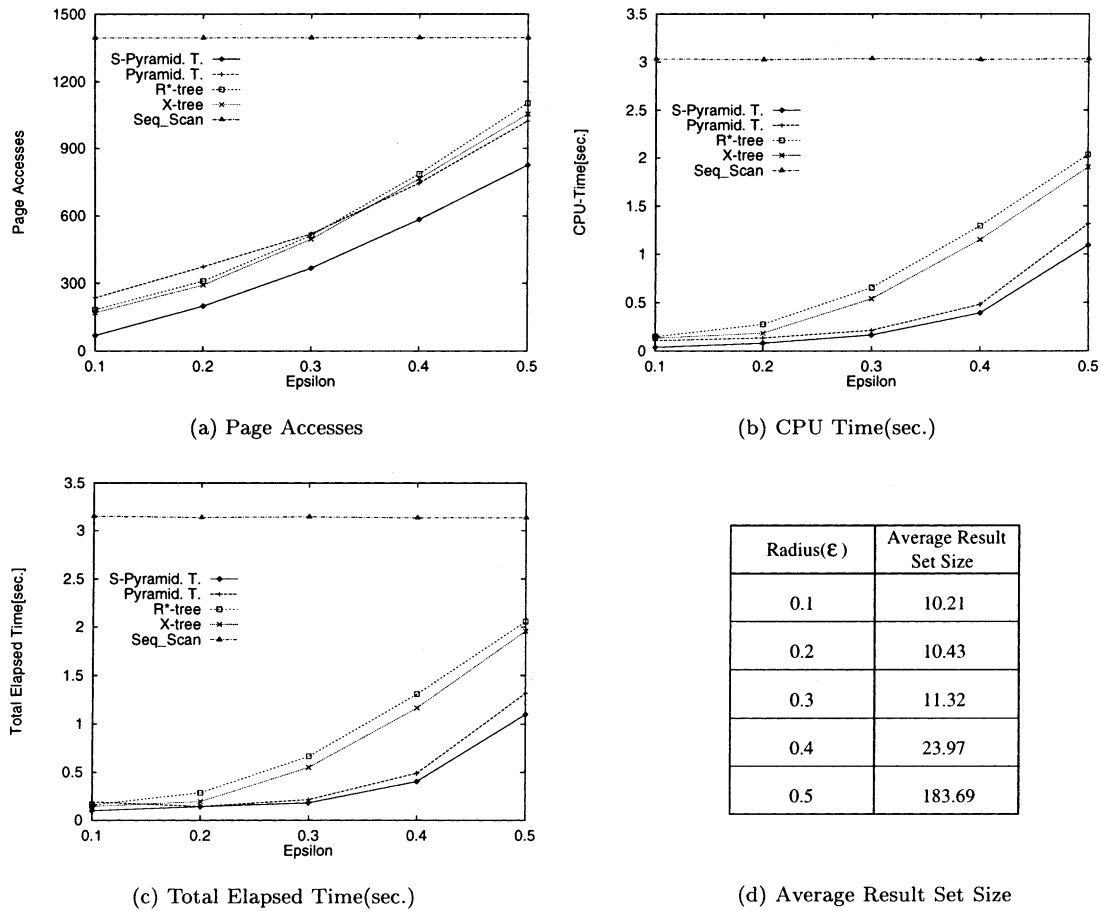 1500
1200
900
600
300
0
Page Accesses
S-Pyramid. T.
Pyramid. T.
R*-tree
X-tree
Seq_Scan
0.1 0.2 0.3 0.4 0.5
Epsilon
(a) Page Accesses
3.5
3
2.5
2
1.5
1
0.5
0
CPU-Time[sec.]
S-Pyramid. T.
Pyramid. T.
R*-tree
X-tree
Seq_Scan
0.1 0.2 0.3 0.4 0.5
Epsilon
(b) CPU Time(sec.)
3.5
3
2.5
2
1.5
1
0.5
0
Total Elapsed Time[sec.]
S-Pyramid. T.
Pyramid. T.
R*-tree
X-tree
Seq_Scan
0.1 0.2 0.3 0.4 0.5
Epsilon
(c) Total Elapsed Time(sec.)
Radius(ε) Average Result
Set Size
0.1 10.21
0.2 10.43
0.3 11.32
0.4 23.97
0.5 183.69
(d) Average Result Set Size